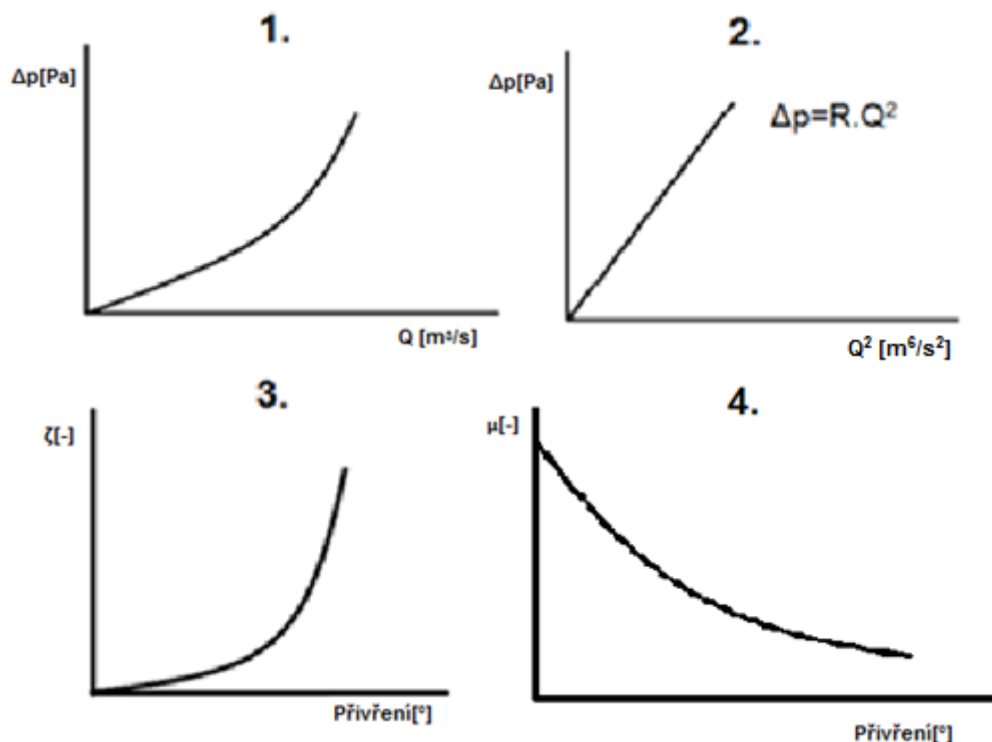 1.
Δp[Pa]
Q [m³/s]
2.
Δp[Pa]
Δp=R.Q²
Q² [m⁶/s²]
3.
ζ[-]
Přivření[°]
4.
μ[-]
Přivření[°]